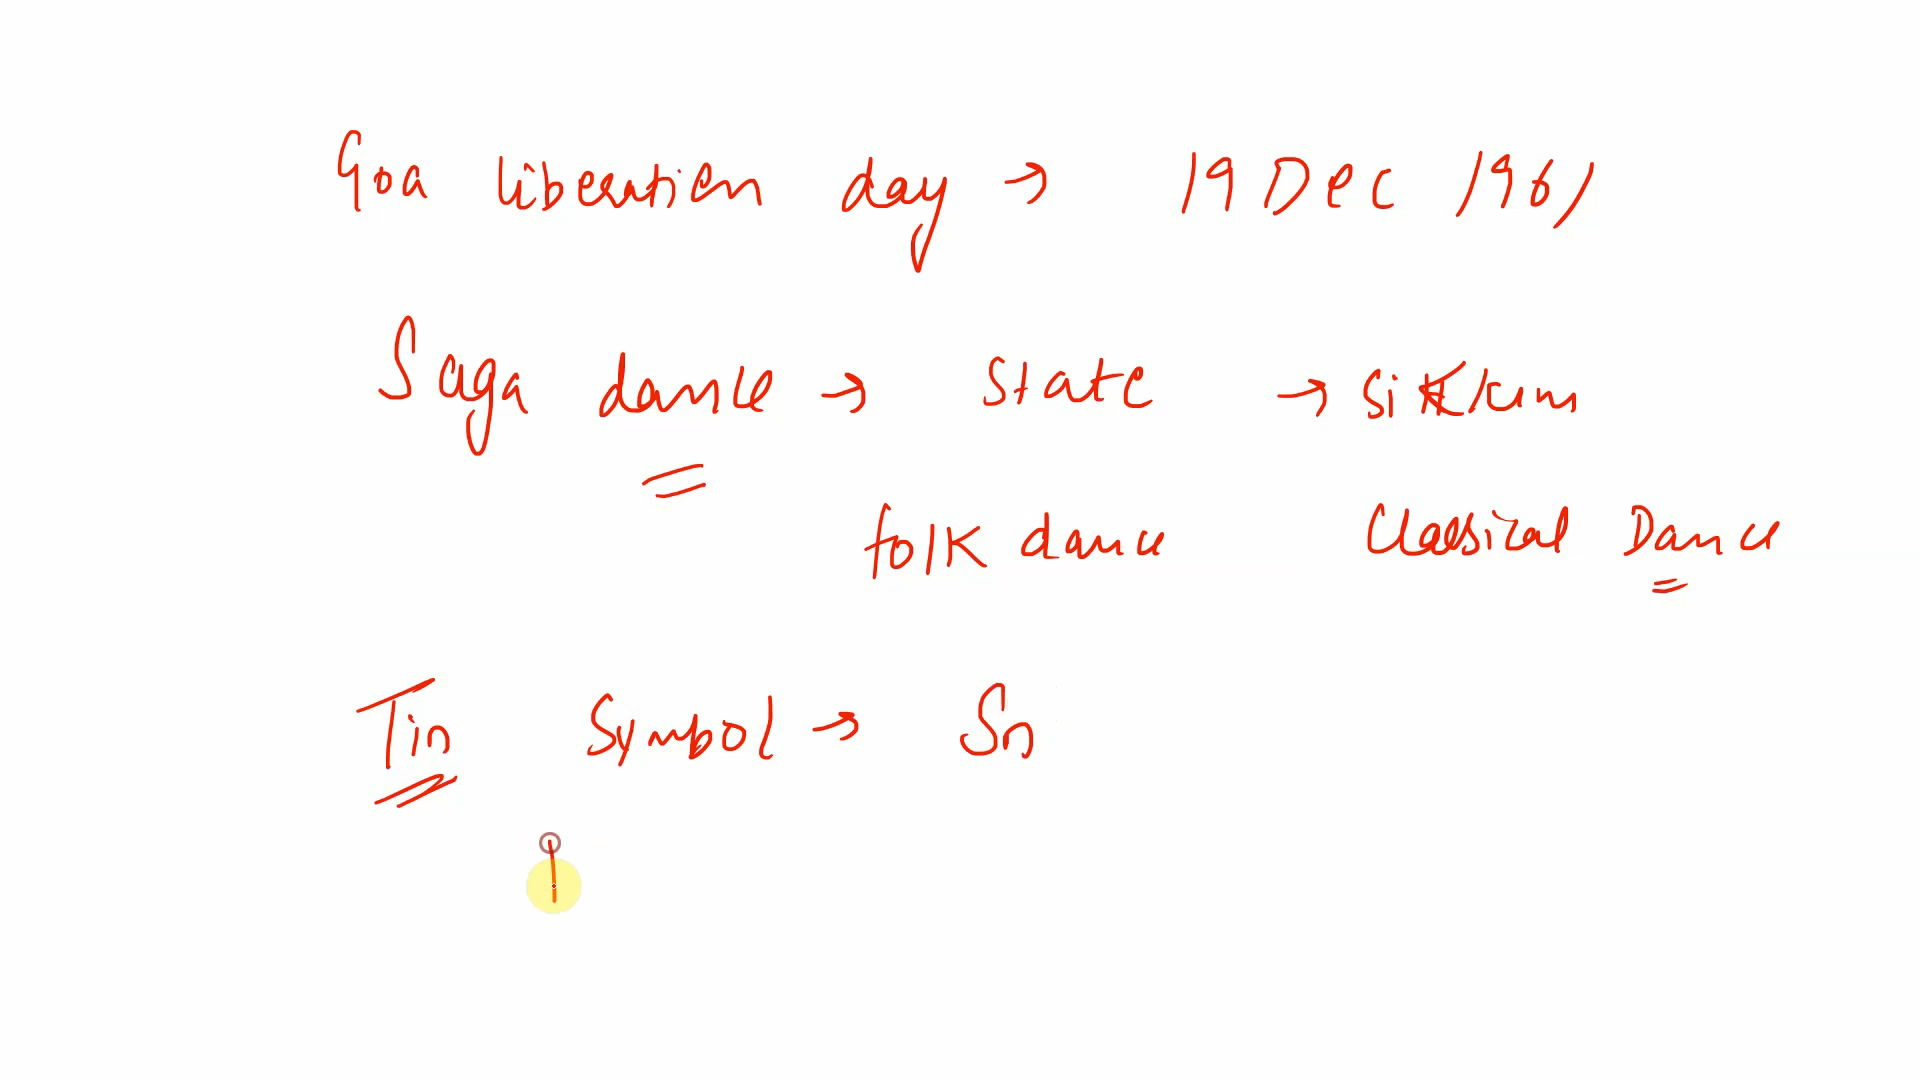 Goa liberation day → 19 Dec 1961
Saga dance → State → Sikkim
folk dance Classical Dance
Tin Symbol → Sn